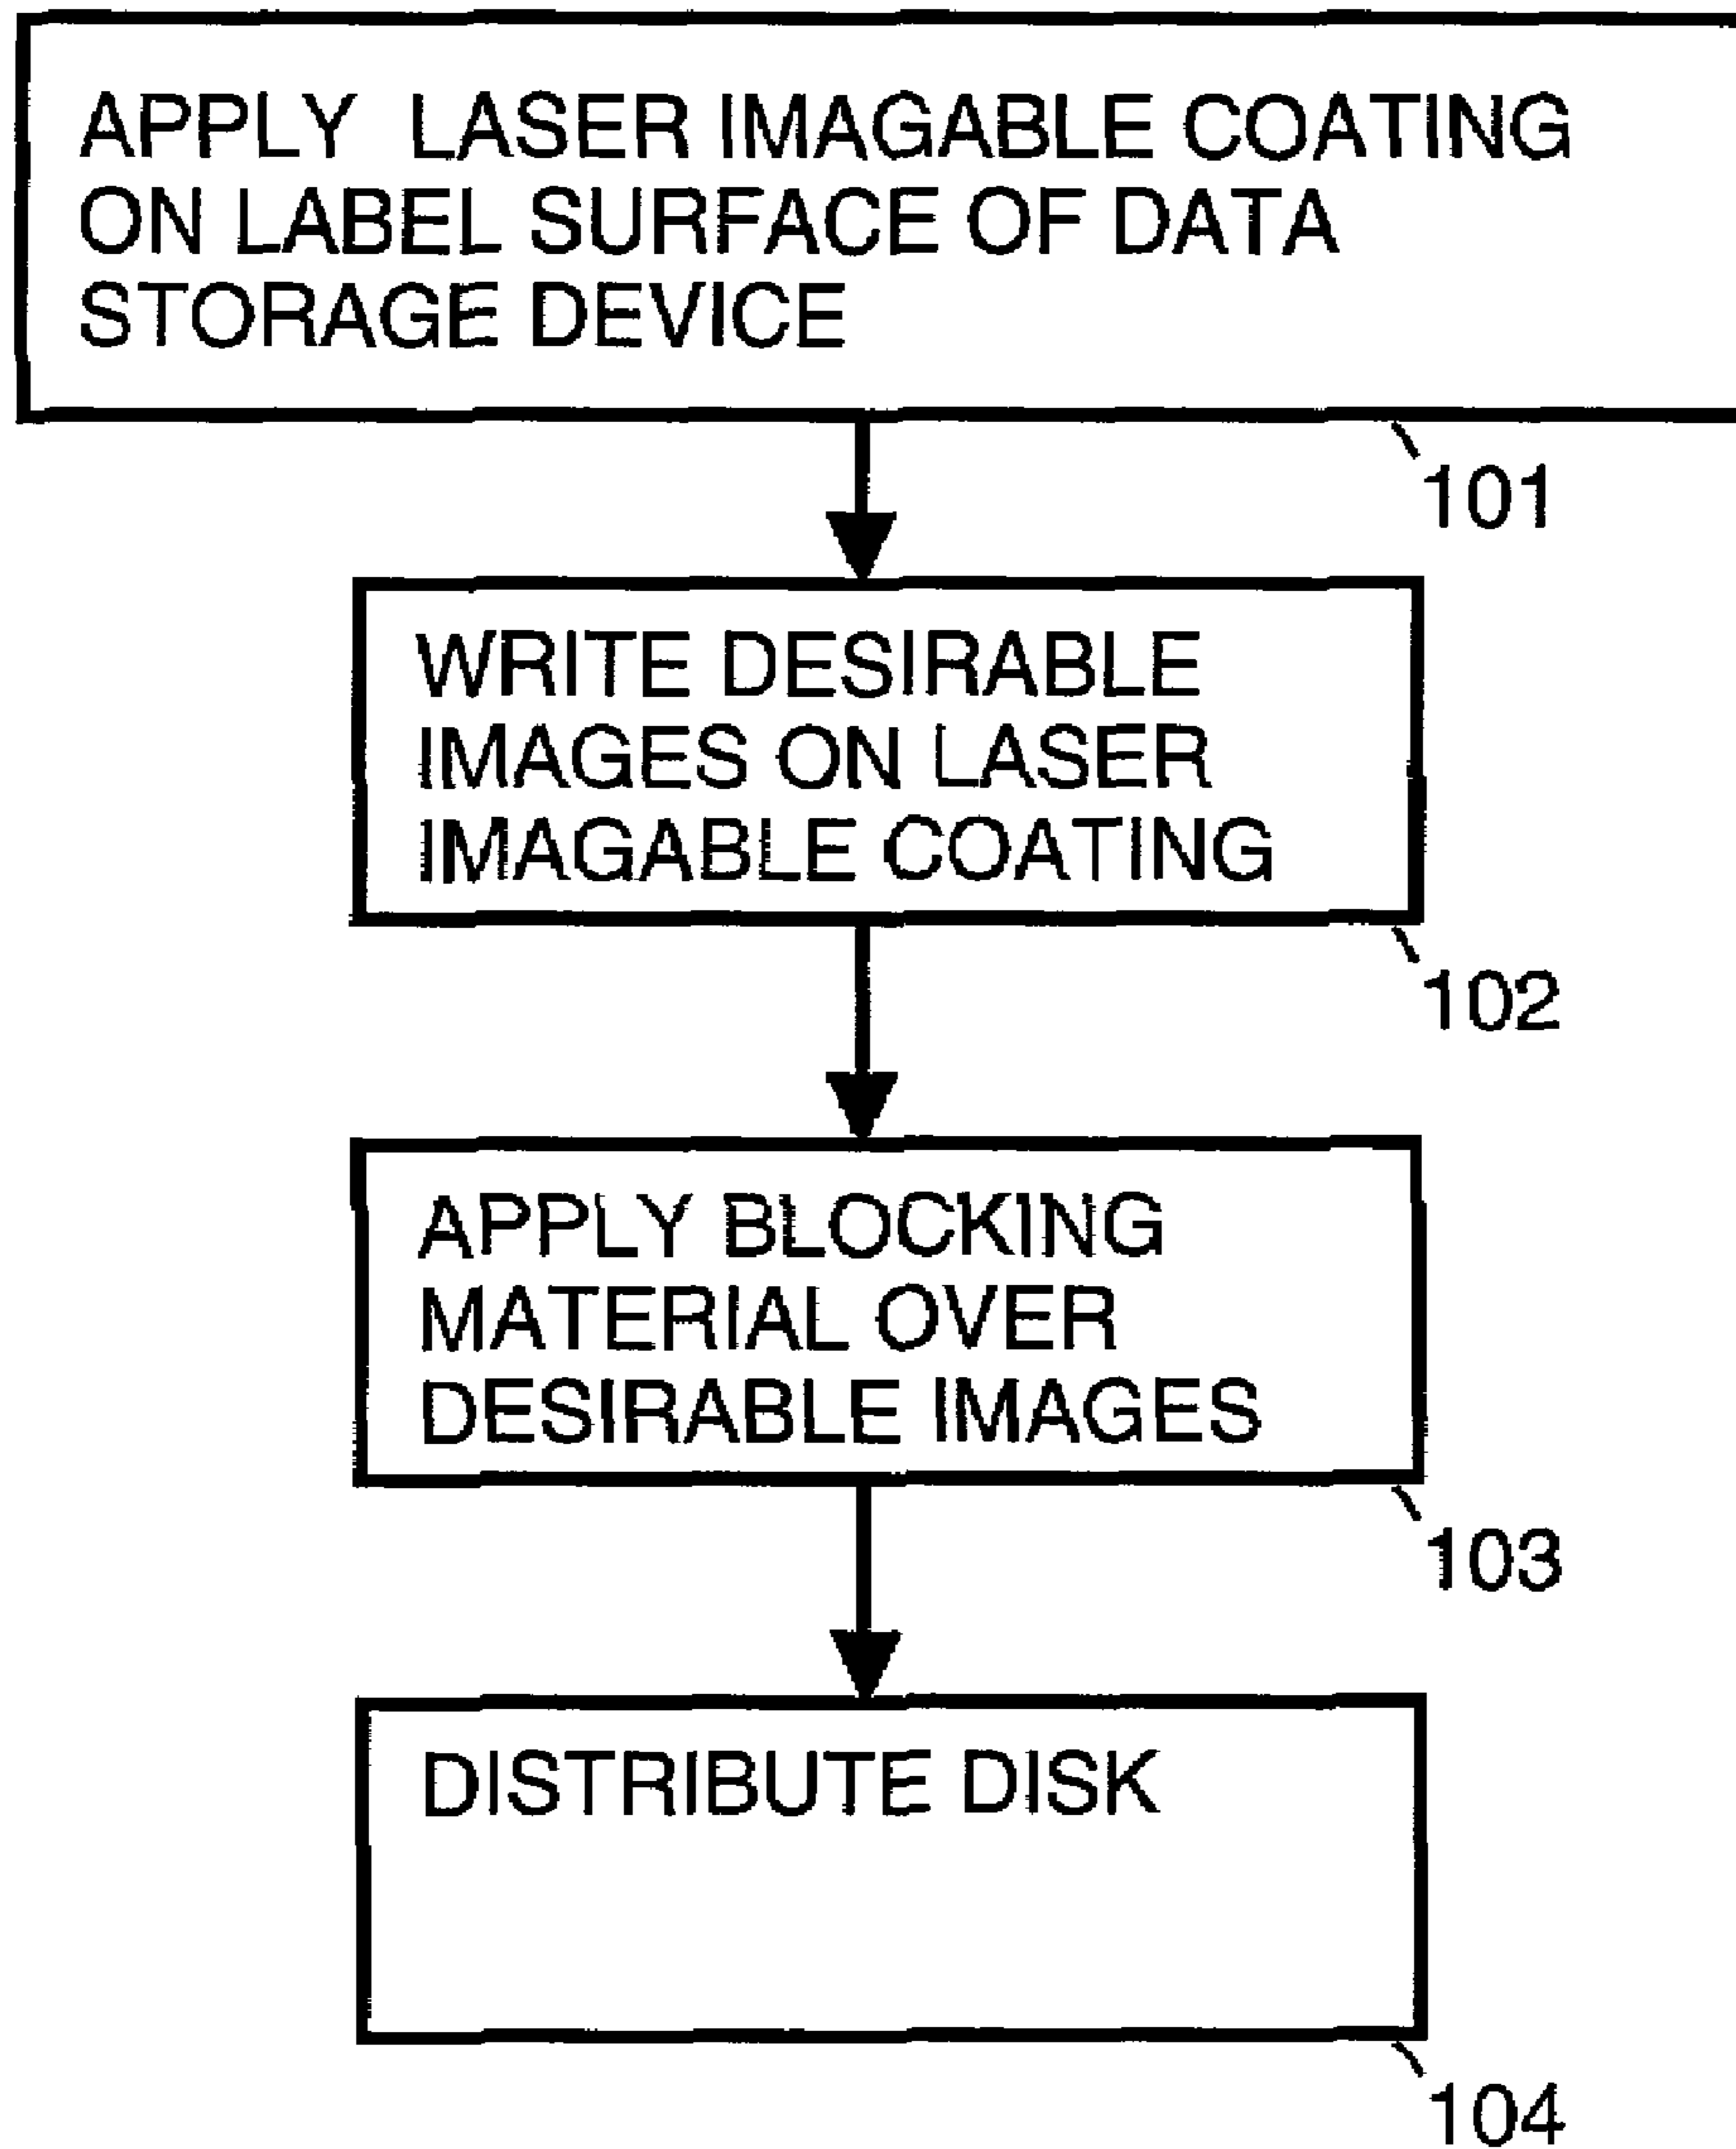 APPLY LASER IMAGABLE COATING
ON LABEL SURFACE OF DATA
STORAGE DEVICE
101
WRITE DESIRABLE
IMAGES ON LASER
IMAGABLE COATING
102
APPLY BLOCKING
MATERIAL OVER
DESIRABLE IMAGES
103
DISTRIBUTE DISK
104